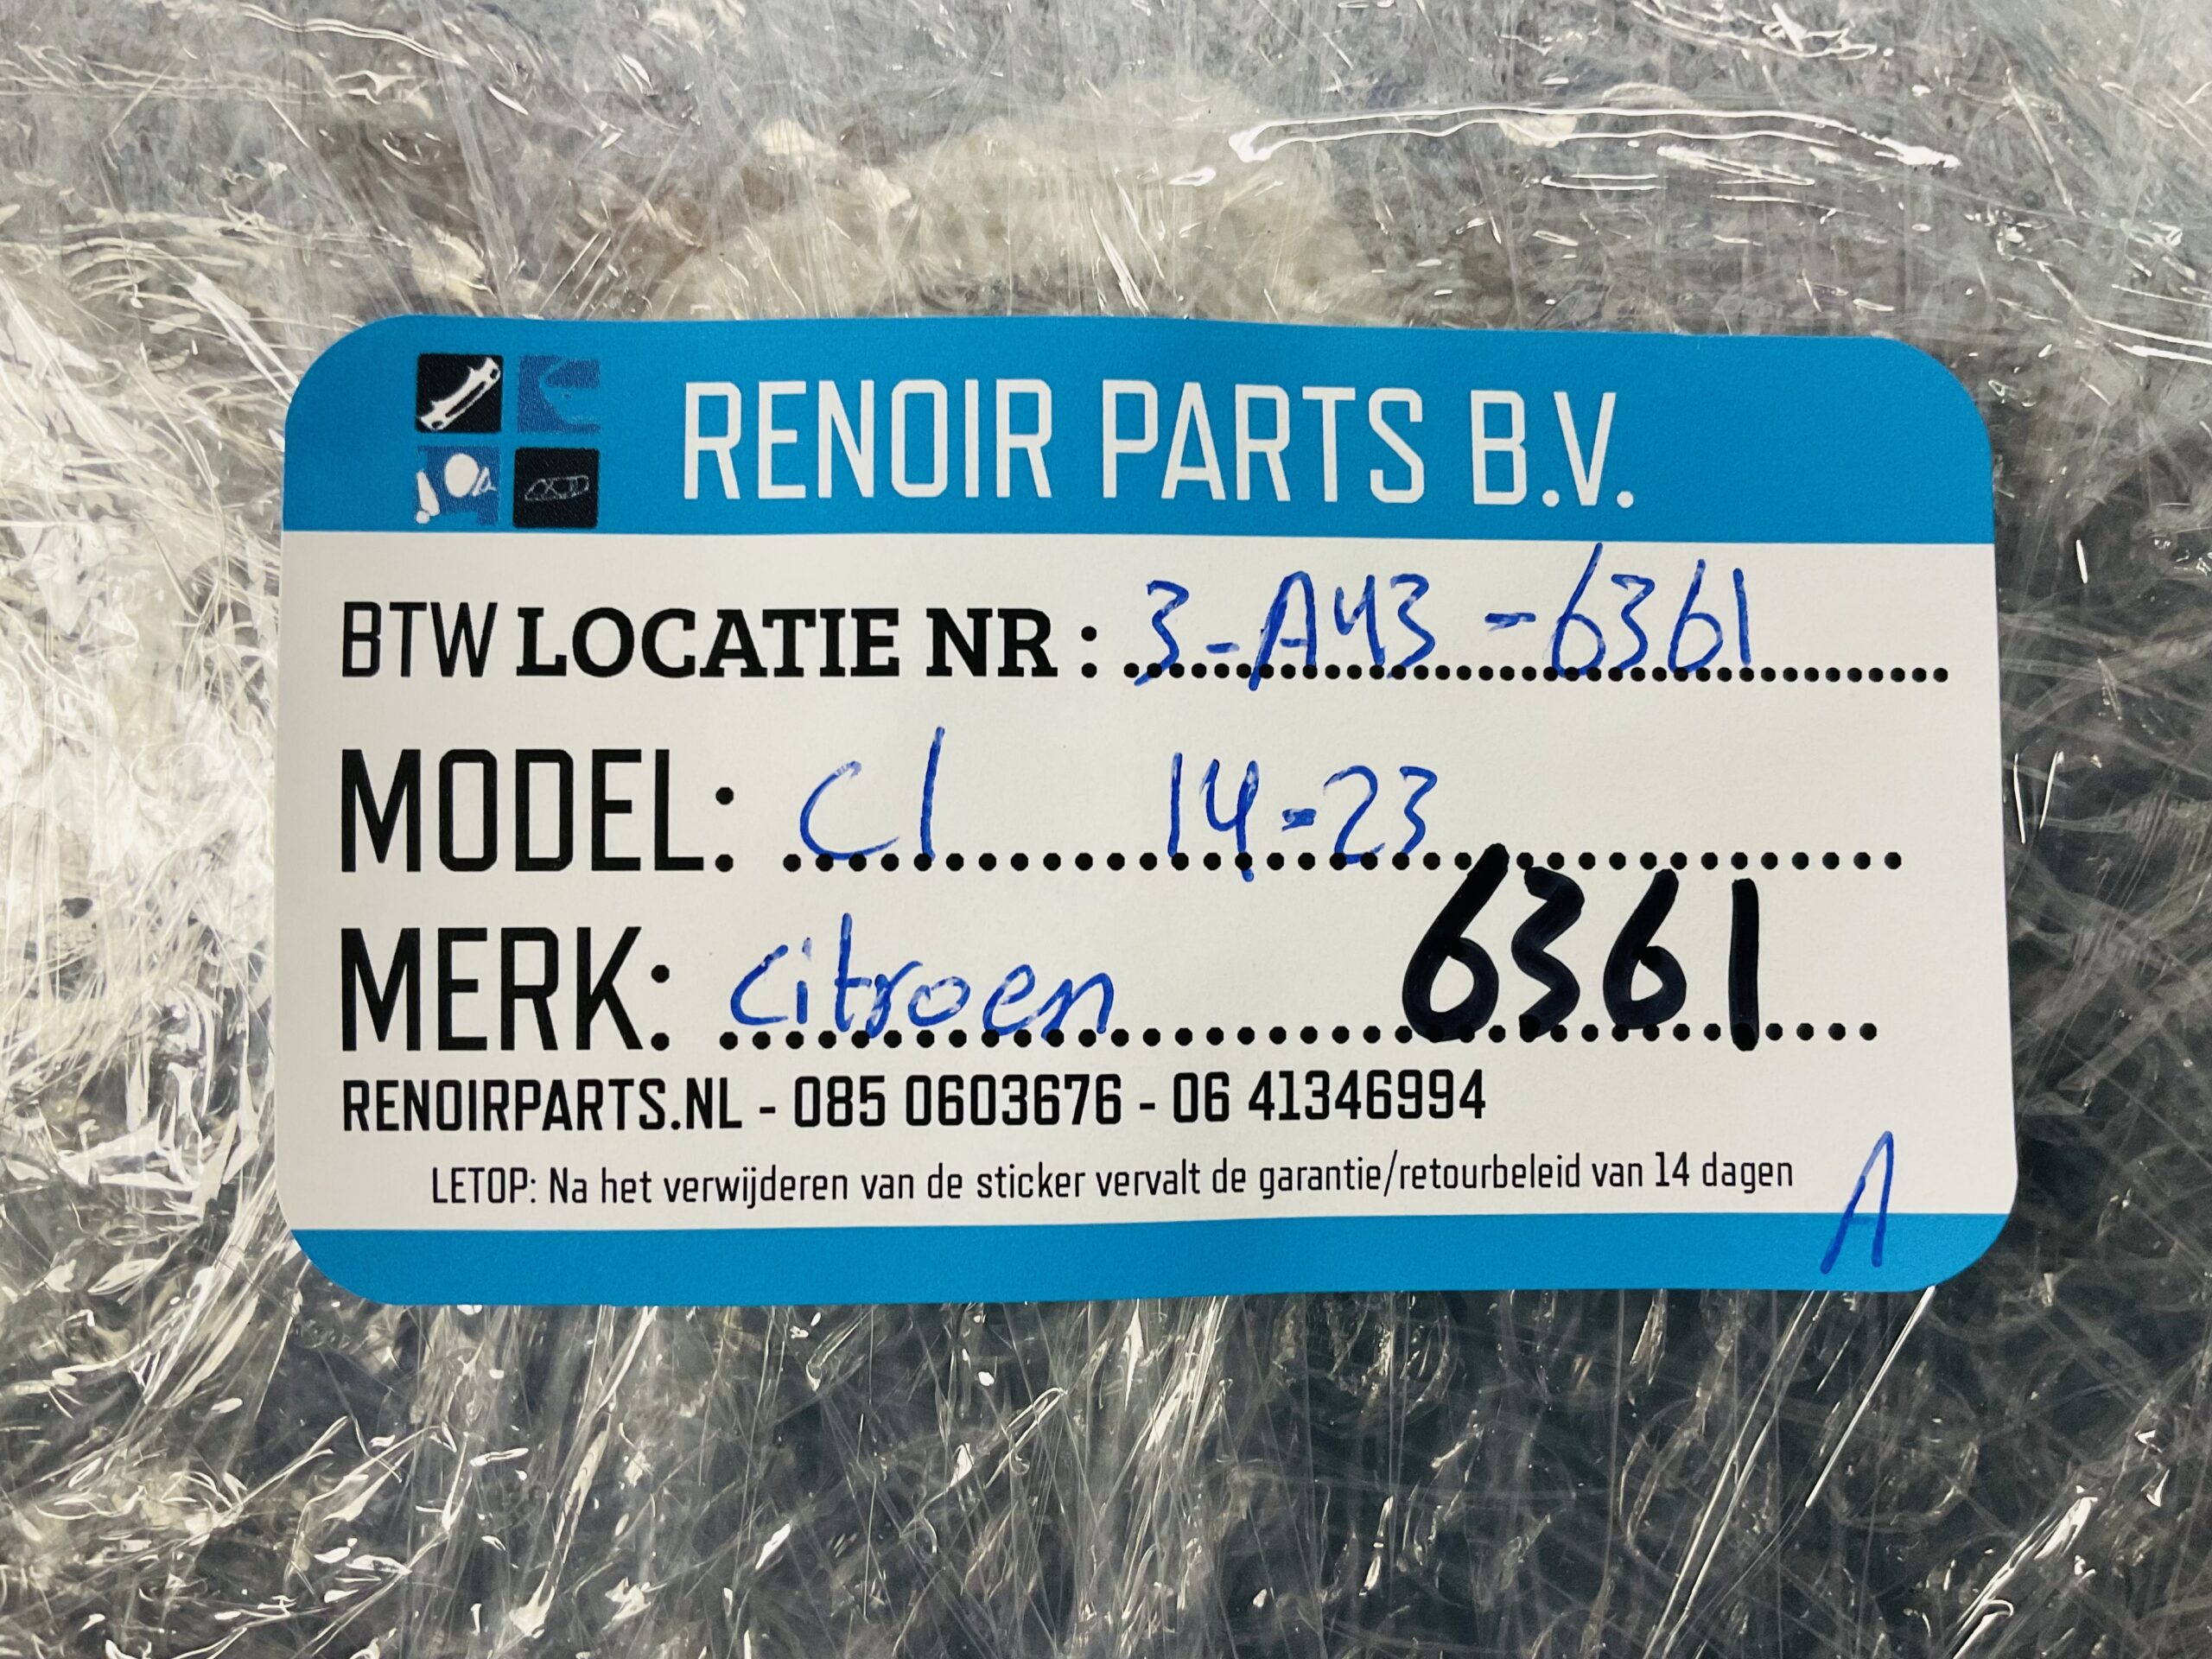 RENOIR PARTS B.V.
BTW LOCATIE NR : 3-A43 -6361
MODEL: C1 14-23
MERK: citroen 6361
RENOIRPARTS.NL - 085 0603676 - 06 41346994
LETOP: Na het verwijderen van de sticker vervalt de garantie/retourbeleid van 14 dagen
A